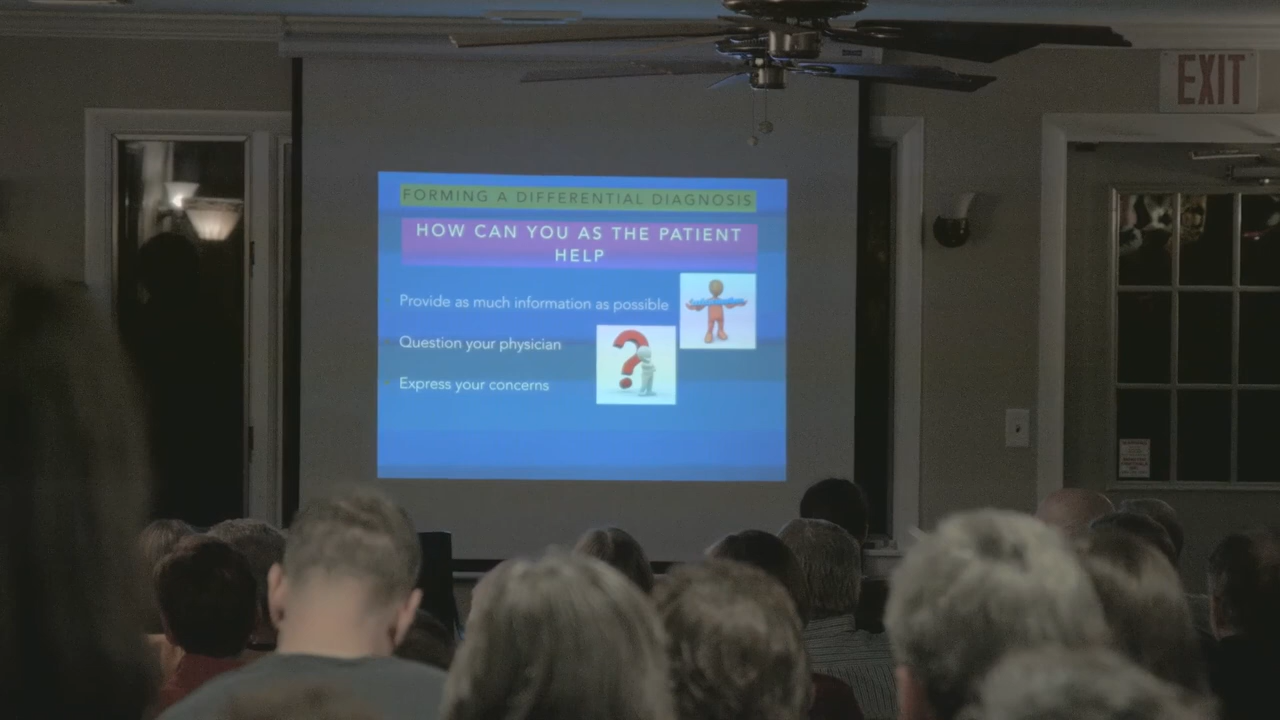 EXIT
FORMING A DIFFERENTIAL DIAGNOSIS
HOW CAN YOU AS THE PATIENT
HELP
Provide as much information as possible
Question your physician
Express your concerns